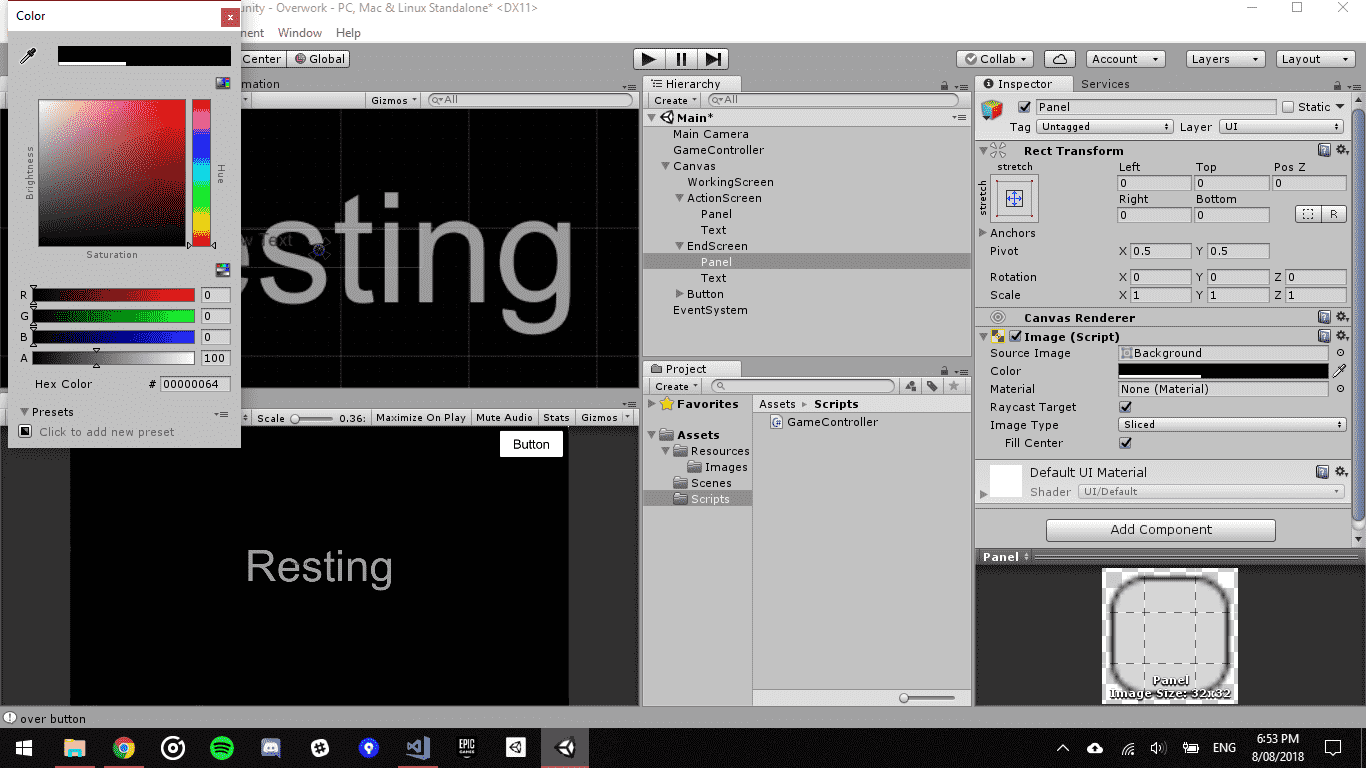 Color
x
unity - Overwork - PC, Mac & Linux Standalone* <DX11>
nent Window Help
Center Global
Collab Account Layers Layout
mation
Gizmos All
Brightness
Hue
Saturation
R 0
G 0
B 0
A 100
Hex Color # 00000064
Presets
Click to add new preset
w Text
esting
Hierarchy
Create All
Main*
Main Camera
GameController
Canvas
WorkingScreen
ActionScreen
Panel
Text
EndScreen
Panel
Text
Button
EventSystem
Inspector Services
Panel Static
Tag Untagged Layer UI
Rect Transform
stretch Left Top Pos Z
stretch
0 0 0
Right Bottom
0 0 R
Anchors
Pivot X 0.5 Y 0.5
Rotation X 0 Y 0 Z 0
Scale X 1 Y 1 Z 1
Canvas Renderer
Image (Script)
Source Image Background
Color
Material None (Material)
Raycast Target
Image Type Sliced
Fill Center
Default UI Material
Shader UI/Default
Add Component
Panel
Panel
Image Size: 32x32
Scale 0.36: Maximize On Play Mute Audio Stats Gizmos
Button
Resting
Project
Create
Favorites
Assets
Resources
Images
Scenes
Scripts
Assets Scripts
GameController
over button
EPIC
GAMES
ENG
6:53 PM
8/08/2018